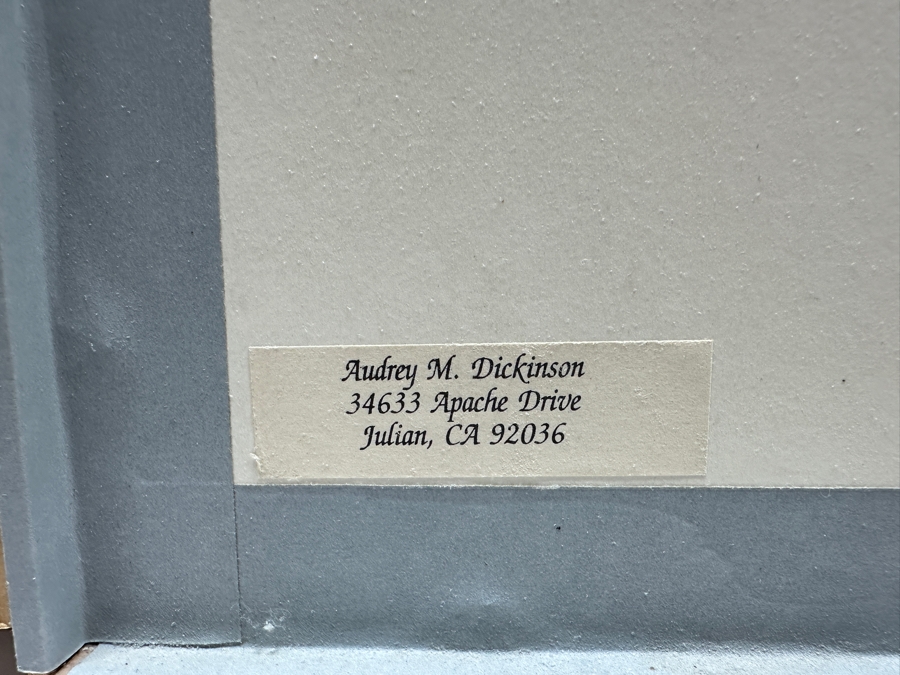 Audrey M. Dickinson
34633 Apache Drive
Julian, CA 92036